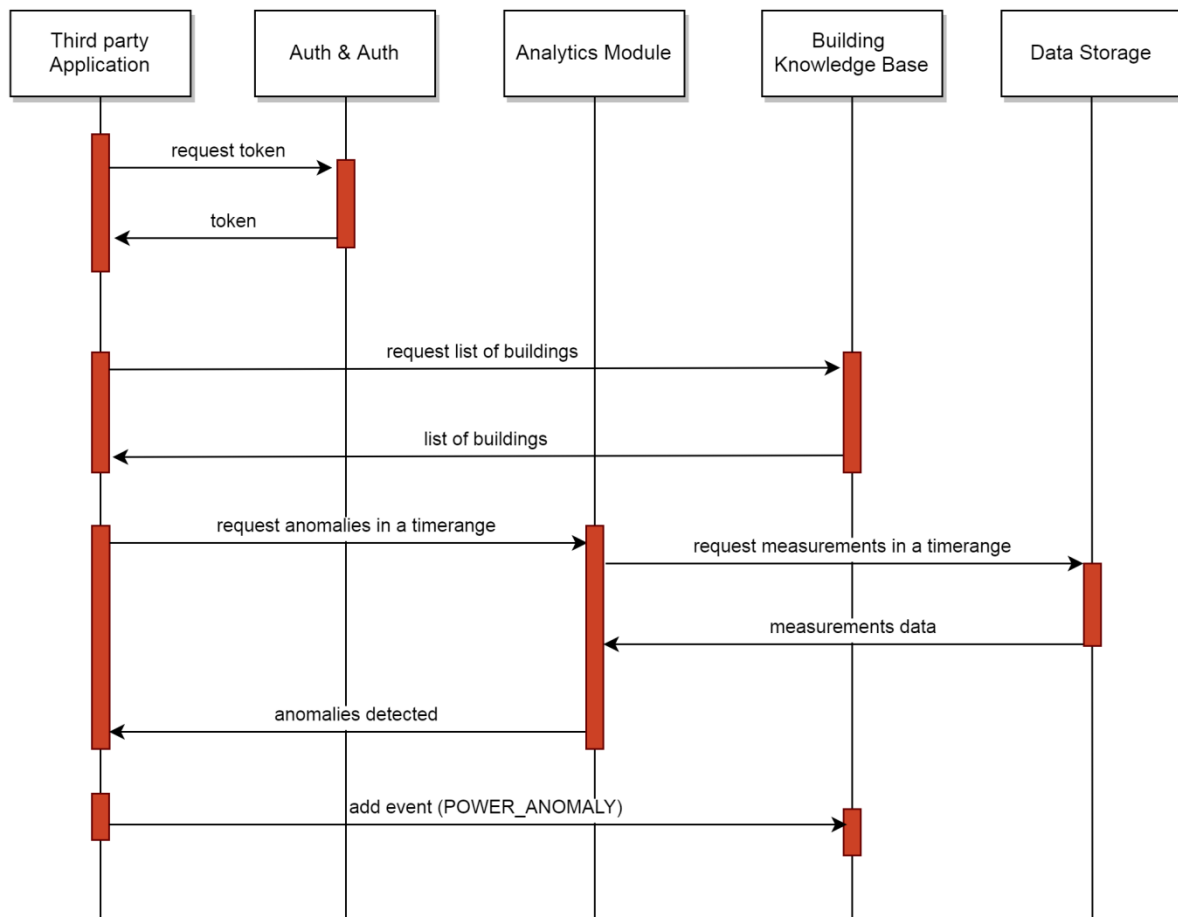 Third party
Application
Auth & Auth
Analytics Module
Building
Knowledge Base
Data Storage
request token
token
request list of buildings
list of buildings
request anomalies in a timerange
request measurements in a timerange
measurements data
anomalies detected
add event (POWER_ANOMALY)